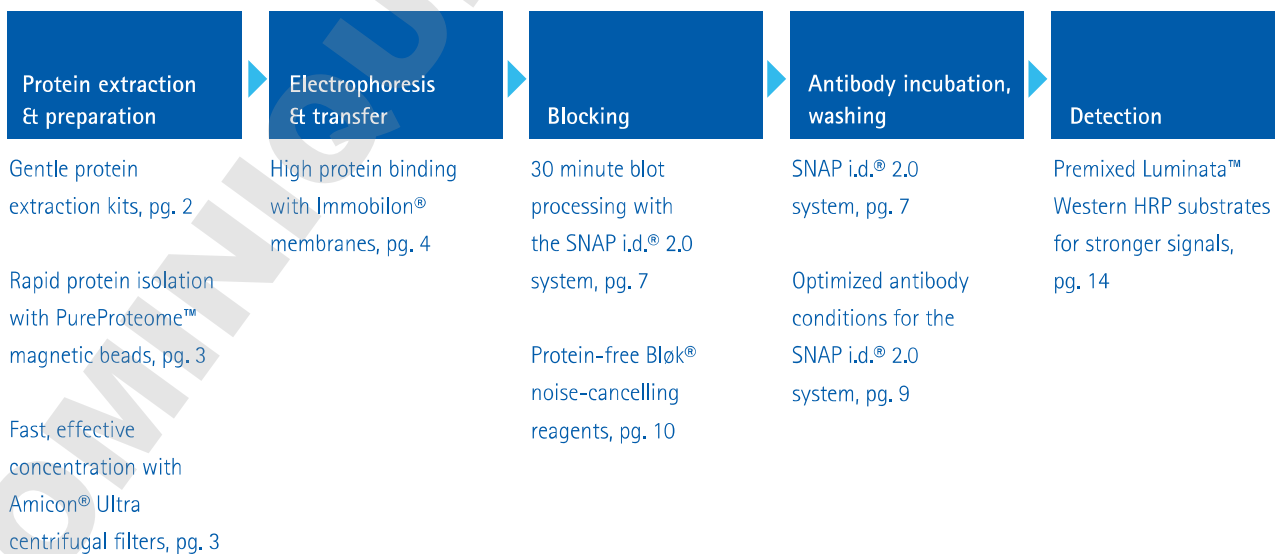 Protein extraction
& preparation
Electrophoresis
& transfer
Blocking
Antibody incubation,
washing
Detection
Gentle protein
extraction kits, pg. 2
Rapid protein isolation
with PureProteome™
magnetic beads, pg. 3
Fast, effective
concentration with
Amicon® Ultra
centrifugal filters, pg. 3
High protein binding
with Immobilon®
membranes, pg. 4
30 minute blot
processing with
the SNAP i.d.® 2.0
system, pg. 7
Protein-free Bløk®
noise-cancelling
reagents, pg. 10
SNAP i.d.® 2.0
system, pg. 7
Optimized antibody
conditions for the
SNAP i.d.® 2.0
system, pg. 9
Premixed Luminata™
Western HRP substrates
for stronger signals,
pg. 14